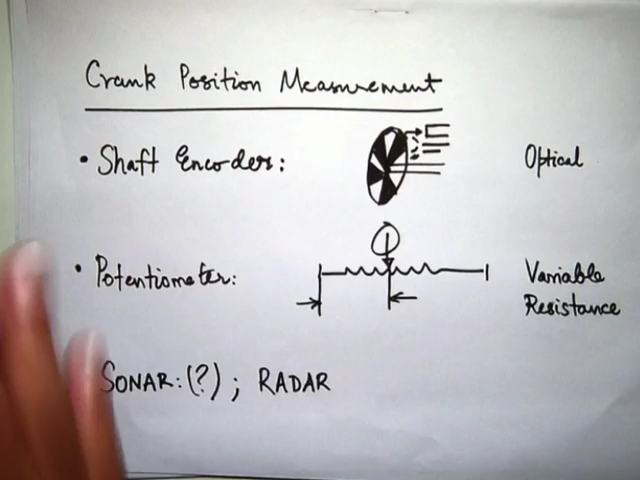 Crank Position Measurement
• Shaft Encoders: Optical
• Potentiometer: Variable
Resistance
SONAR: (?) ; RADAR